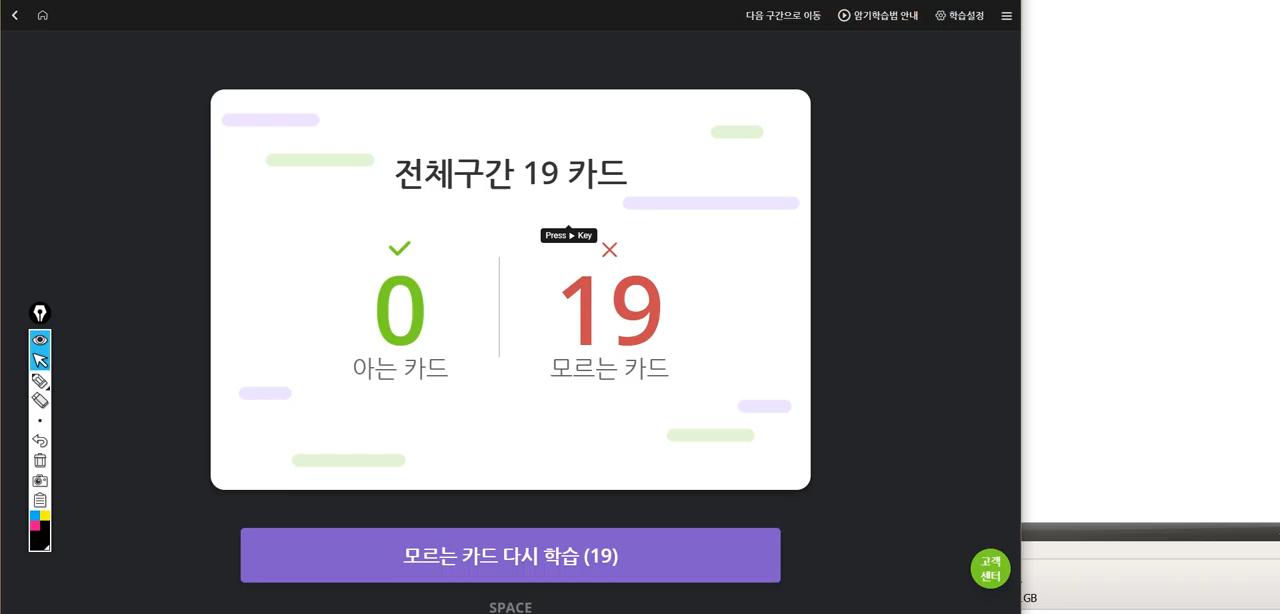 다음 구간으로 이동 암기학습법 안내 학습설정
전체구간 19 카드
Press ▶ Key
0 19
아는 카드 모르는 카드
모르는 카드 다시 학습 (19)
SPACE
고객
센터
GB